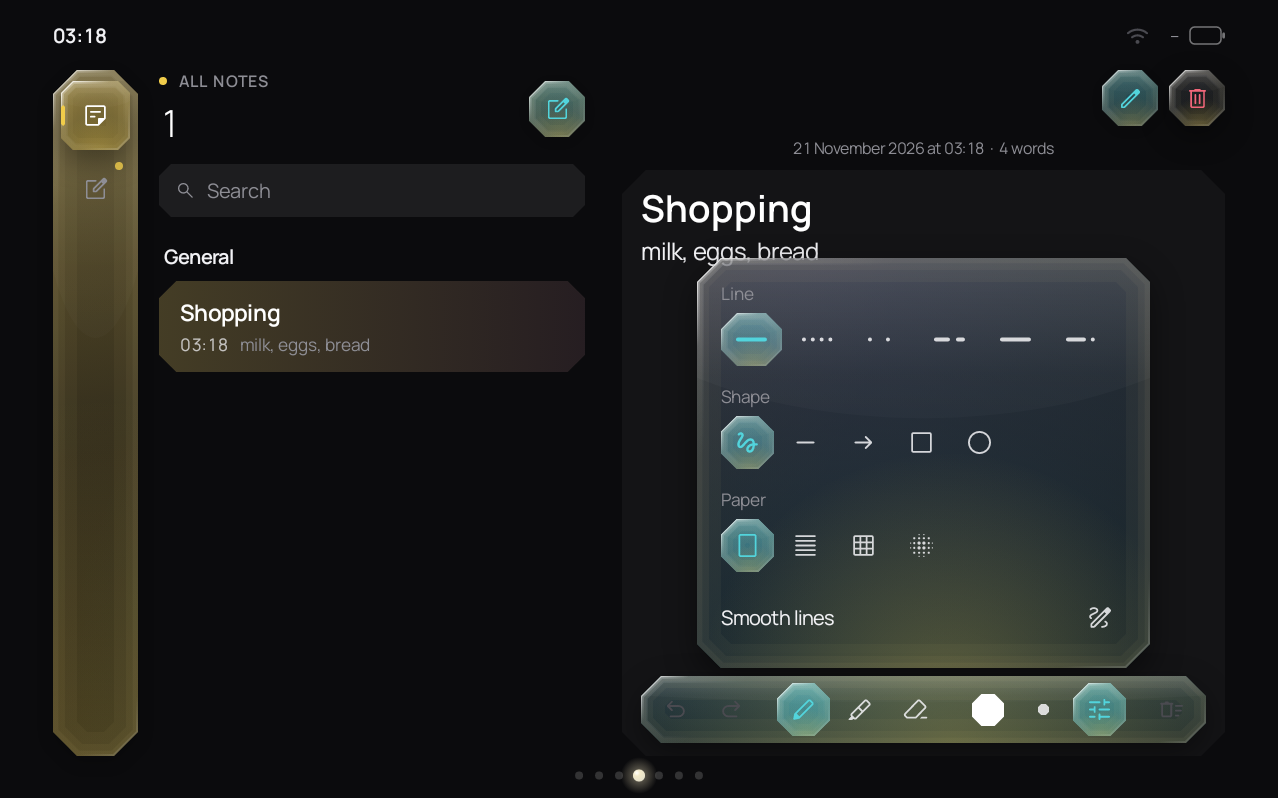 03:18
ALL NOTES
1
Search
General
Shopping
03:18 milk, eggs, bread
21 November 2026 at 03:18 · 4 words
Shopping
milk, eggs, bread
Line
Shape
Paper
Smooth lines